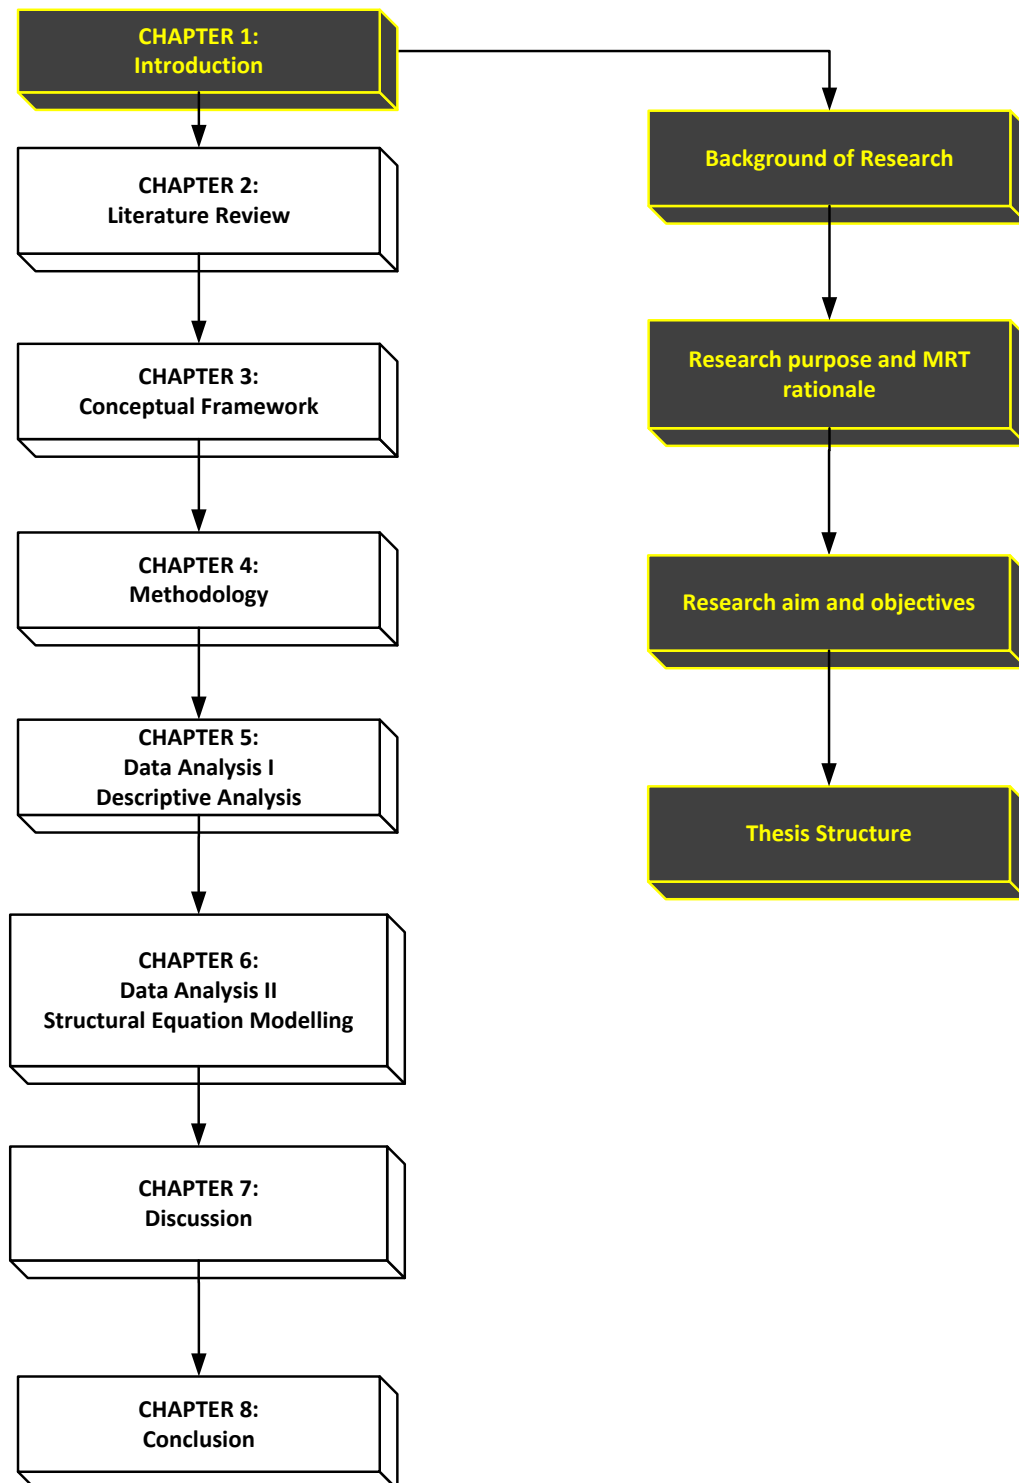 CHAPTER 1:
Introduction
CHAPTER 2:
Literature Review
CHAPTER 3:
Conceptual Framework
CHAPTER 4:
Methodology
CHAPTER 5:
Data Analysis I
Descriptive Analysis
CHAPTER 6:
Data Analysis II
Structural Equation Modelling
CHAPTER 7:
Discussion
CHAPTER 8:
Conclusion
Background of Research
Research purpose and MRT
rationale
Research aim and objectives
Thesis Structure